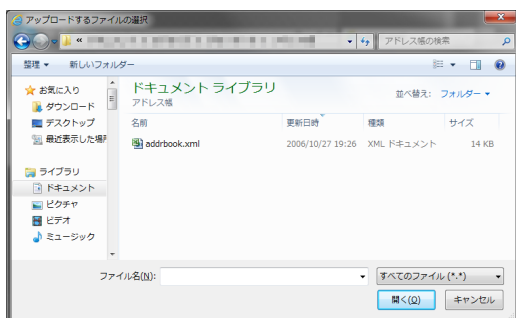 アップロードするファイルの選択
«
アドレス帳の検索
整理 ▼ 新しいフォルダー
お気に入り
ダウンロード
デスクトップ
最近表示した場所
ライブラリ
ドキュメント
ピクチャ
ビデオ
ミュージック
ドキュメント ライブラリ
アドレス帳
並べ替え: フォルダー ▼
名前 更新日時 種類 サイズ
addrbook.xml 2006/10/27 19:26 XML ドキュメント 14 KB
ファイル名(N): すべてのファイル (*.*)
開く(O) キャンセル